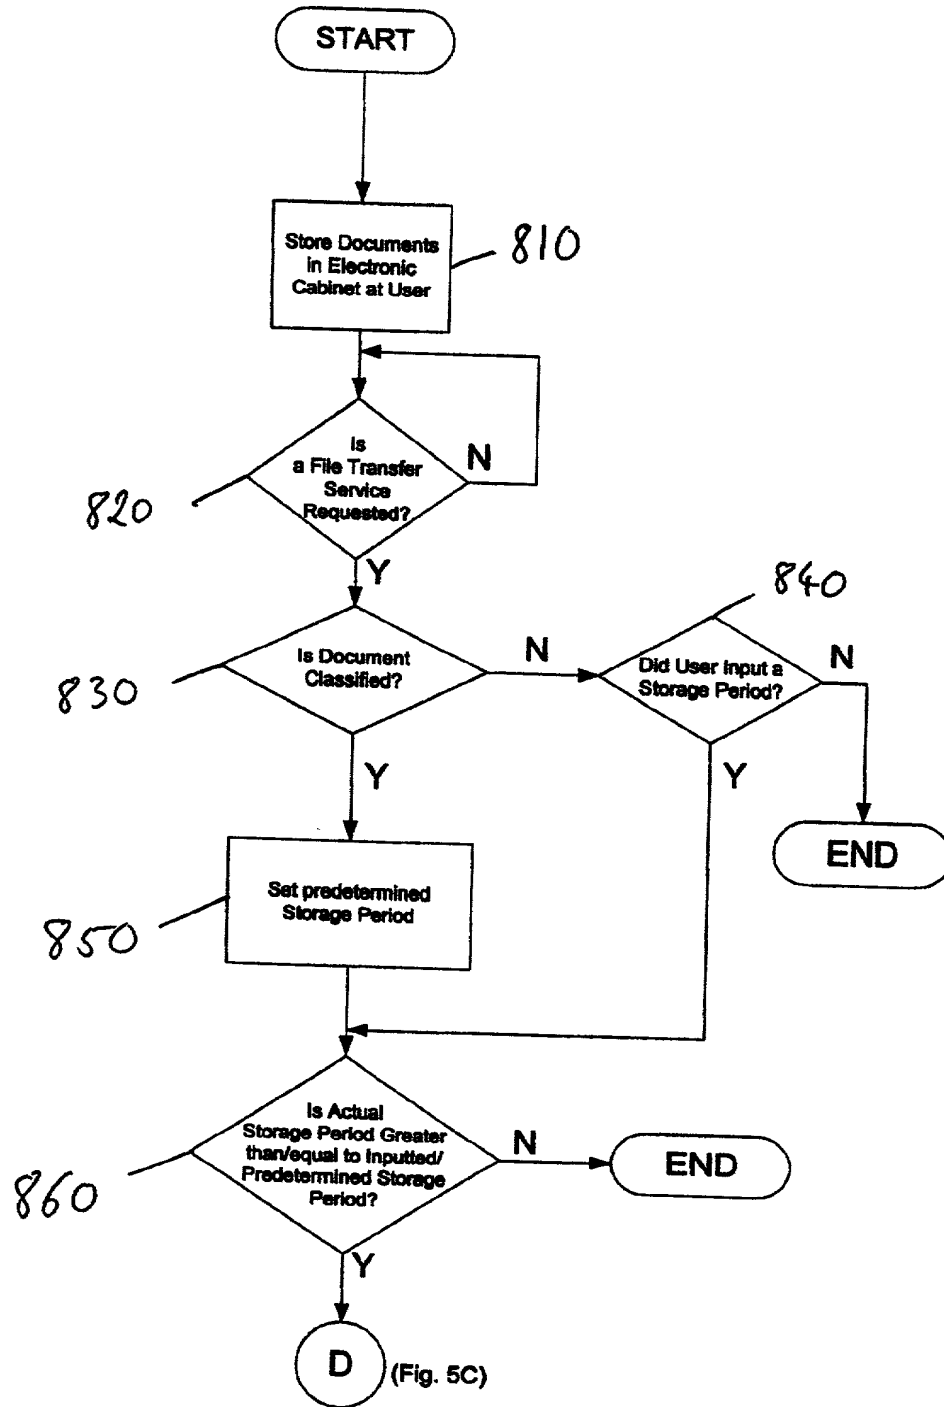 START
Store Documents
in Electronic
Cabinet at User
810
Is
a File Transfer
Service
Requested?
N
820
Y
840
Is Document
Classified?
N
Did User Input a
Storage Period?
N
830
Y
Y
END
Set predetermined
Storage Period
850
Is Actual
Storage Period Greater
than/equal to Inputted/
Predetermined Storage
Period?
N
END
860
Y
D
(Fig. 5C)